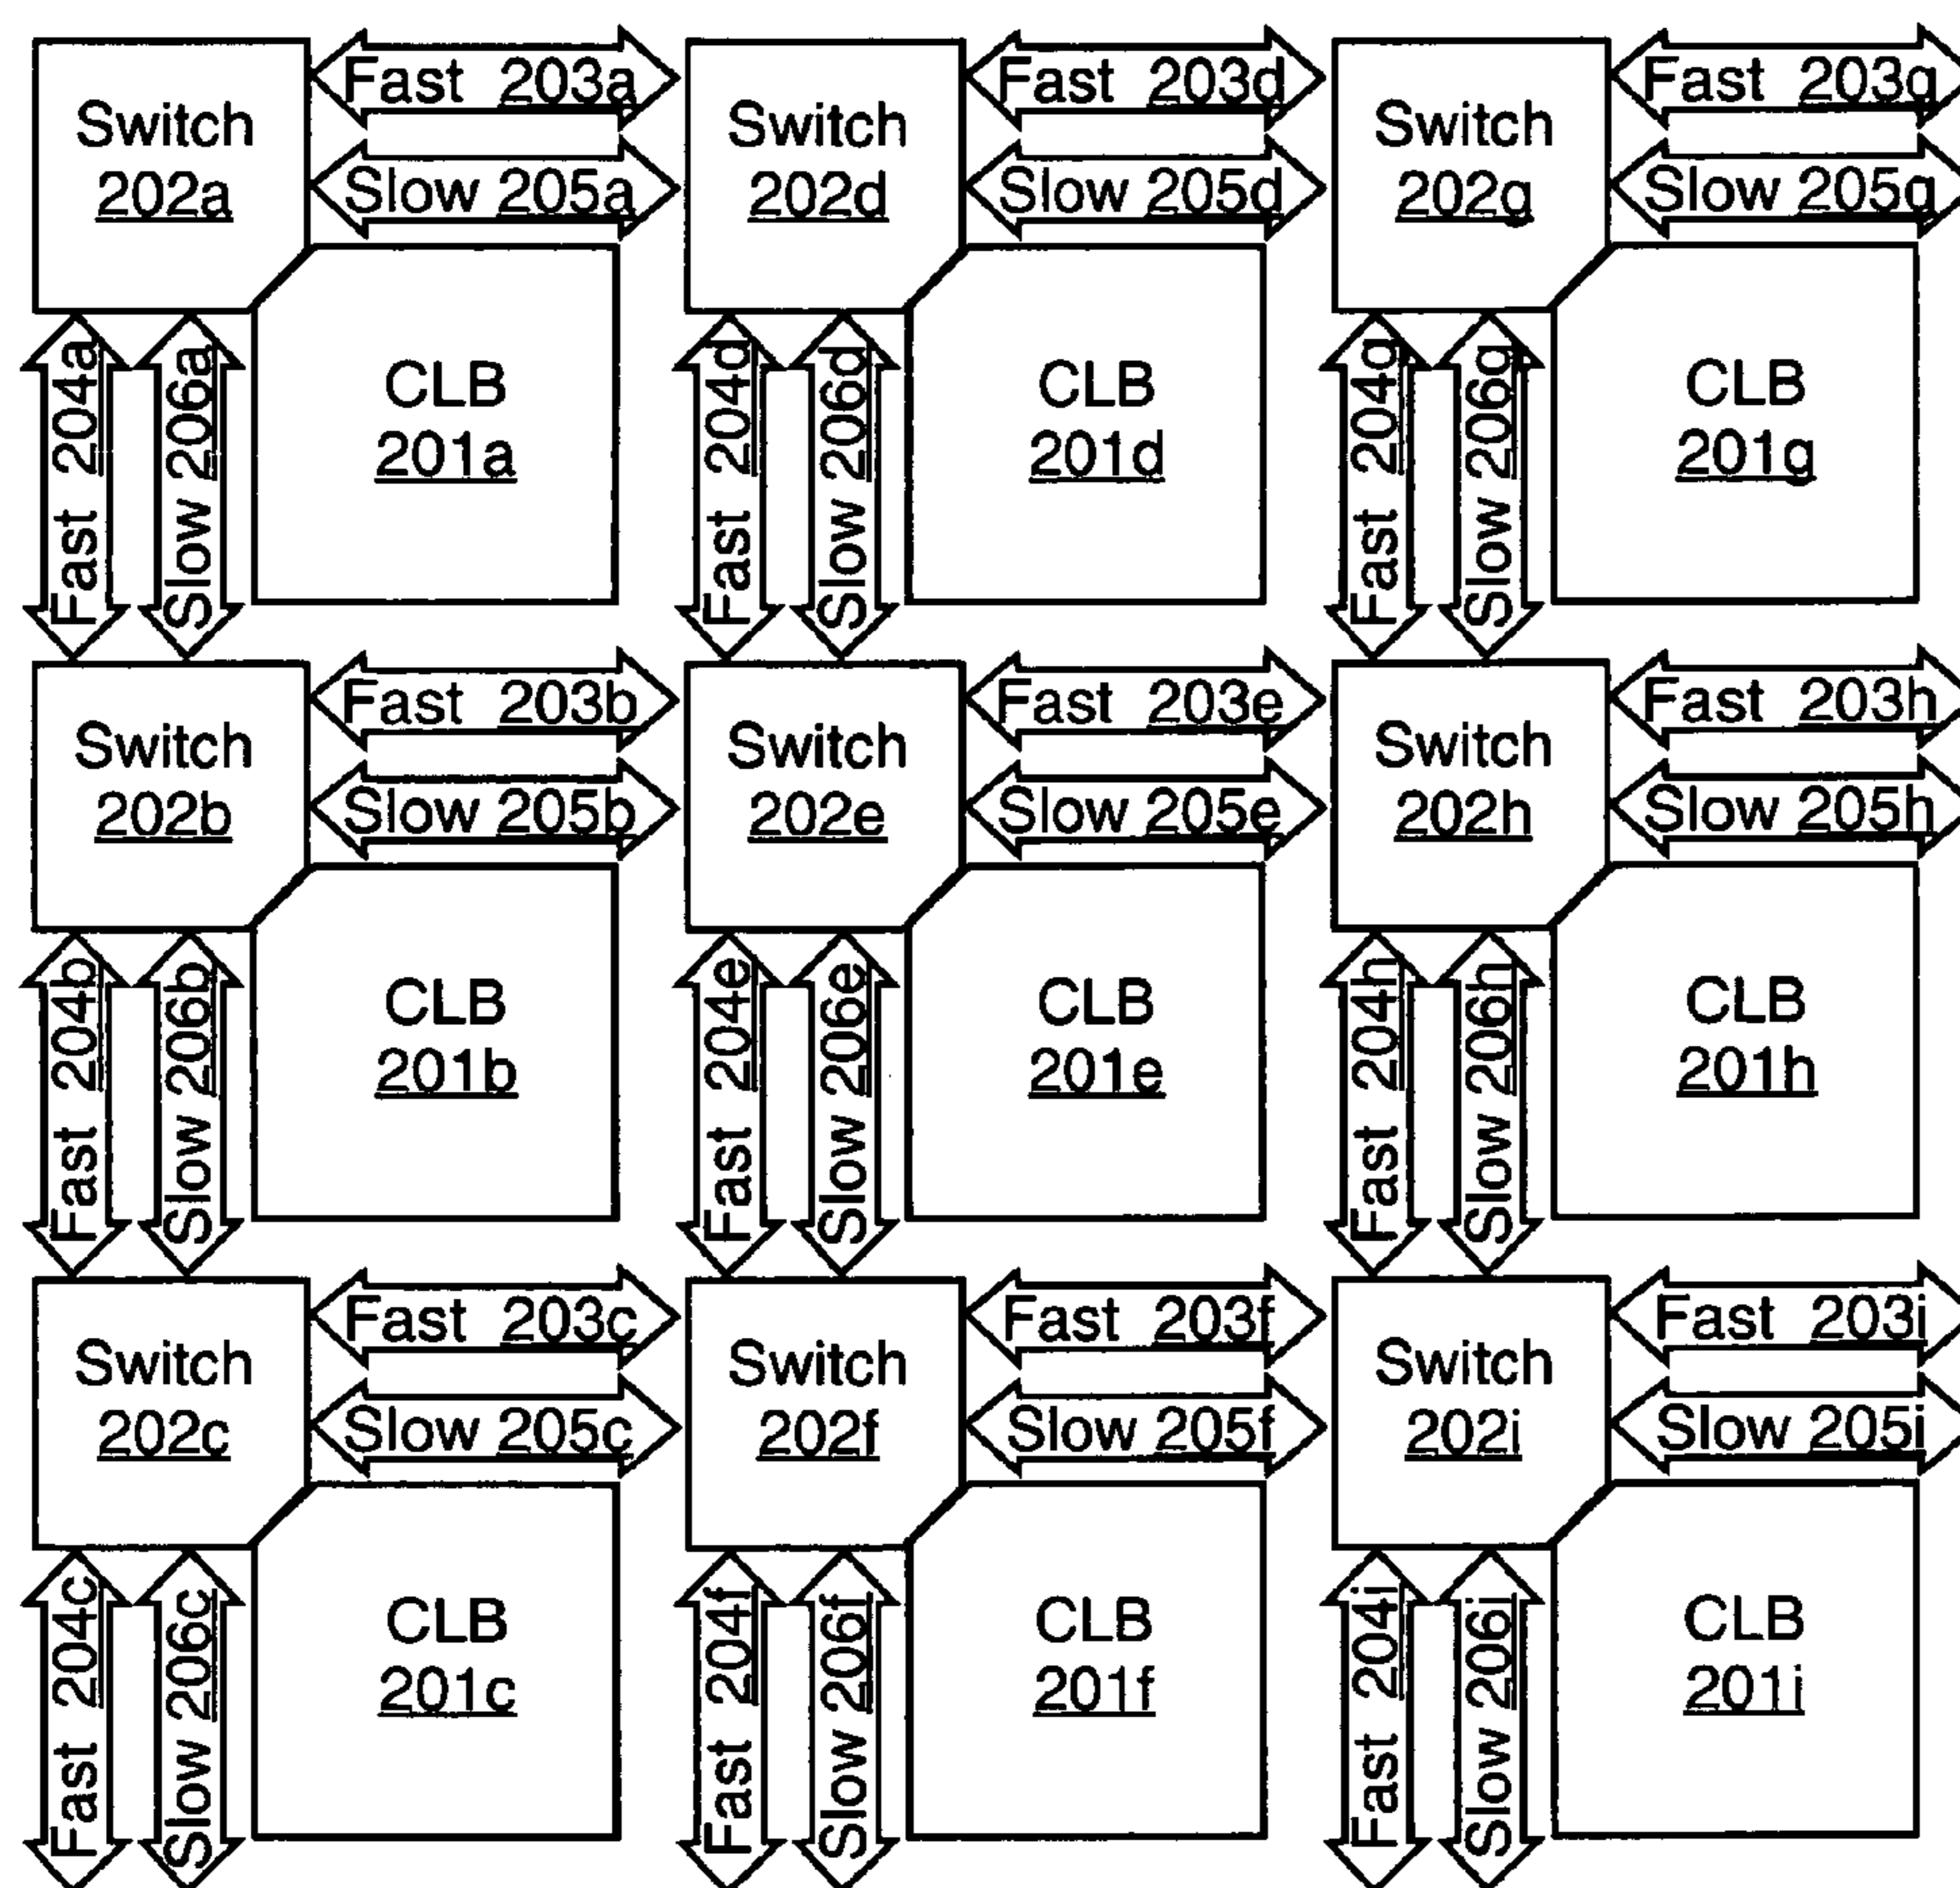 Fast 203a
Fast 203d
Fast 203g
Switch
202a
Switch
202d
Switch
202g
Slow 205a
Slow 205d
Slow 205g
Fast 204a
Slow 206a
CLB
201a
Fast 204d
Slow 206d
CLB
201d
Fast 204g
Slow 206g
CLB
201g
Fast 203b
Fast 203e
Fast 203h
Switch
202b
Switch
202e
Switch
202h
Slow 205b
Slow 205e
Slow 205h
Fast 204b
Slow 206b
CLB
201b
Fast 204e
Slow 206e
CLB
201e
Fast 204h
Slow 206h
CLB
201h
Fast 203c
Fast 203f
Fast 203i
Switch
202c
Switch
202f
Switch
202i
Slow 205c
Slow 205f
Slow 205i
Fast 204c
Slow 206c
CLB
201c
Fast 204f
Slow 206f
CLB
201f
Fast 204i
Slow 206i
CLB
201i